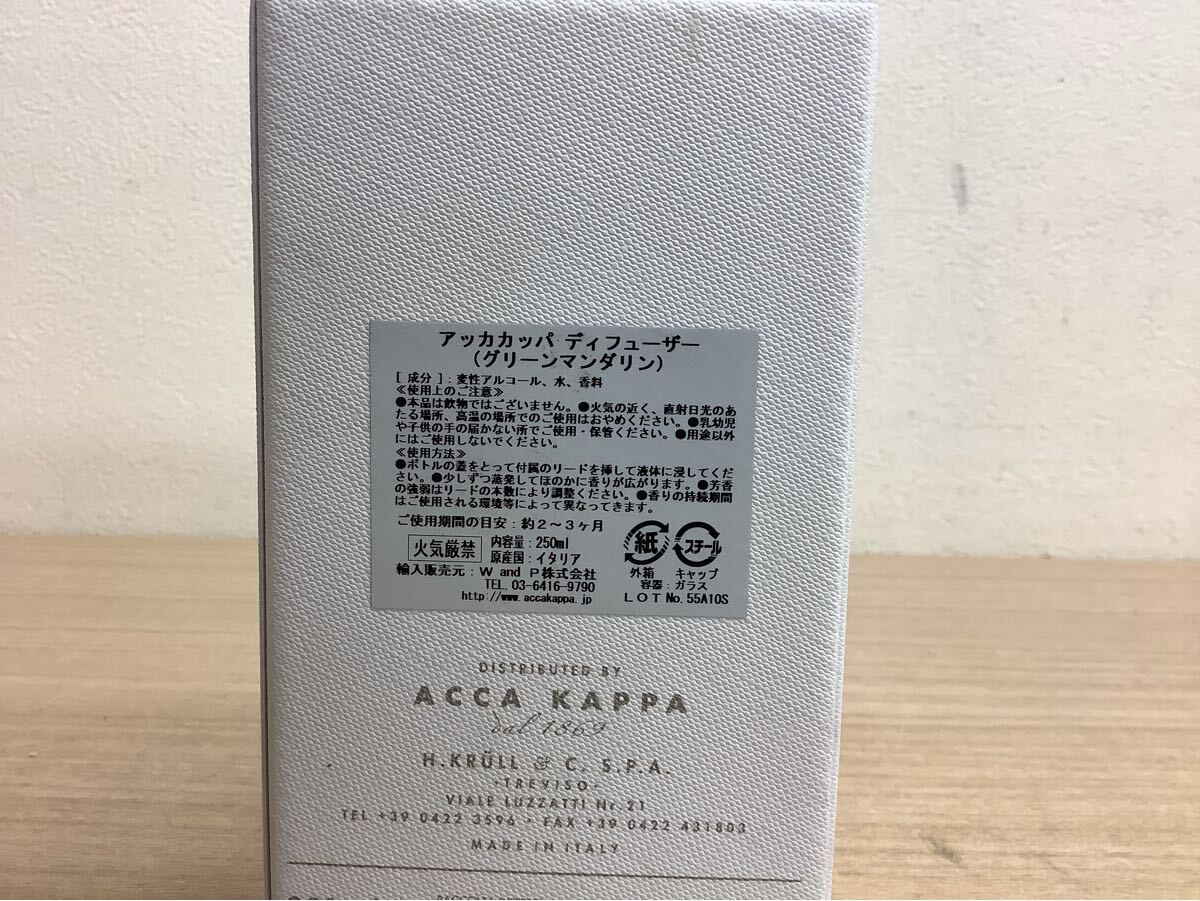 アッカカッパ ディフューザー
(グリーンマンダリン)
[ 成分 ]：変性アルコール、水、香料
≪使用上のご注意≫
●本品は飲物ではございません。●火気の近く、直射日光のあ
たる場所、高温の場所でのご使用はおやめください。●乳幼児
や子供の手の届かない所でご使用・保管ください。●用途以外
にはご使用しないでください。
≪使用方法≫
●ボトルの蓋をとって付属のリードを挿して液体に浸してくだ
さい。●少しずつ蒸発してほのかに香りが広がります。●芳香
の強弱はリードの本数により調整ください。●香りの持続期間
はご使用される環境等によって異なってきます。
ご使用期間の目安：約２～３ヶ月
火気厳禁 内容量：250ml
原産国：イタリア
輸入販売元：Ｗ and Ｐ株式会社
TEL. 03-6416-9790
http://www.accakappa.jp
紙 スチール
外箱 キャップ
容器：ガラス
ＬＯＴ No. 55A10S
DISTRIBUTED BY
ACCA KAPPA
dal 1869
H.KRÜLL & C. S.P.A.
·TREVISO·
VIALE LUZZATTI Nr. 21
TEL +39 0422 3596 • FAX +39 0422 431803
MADE IN ITALY